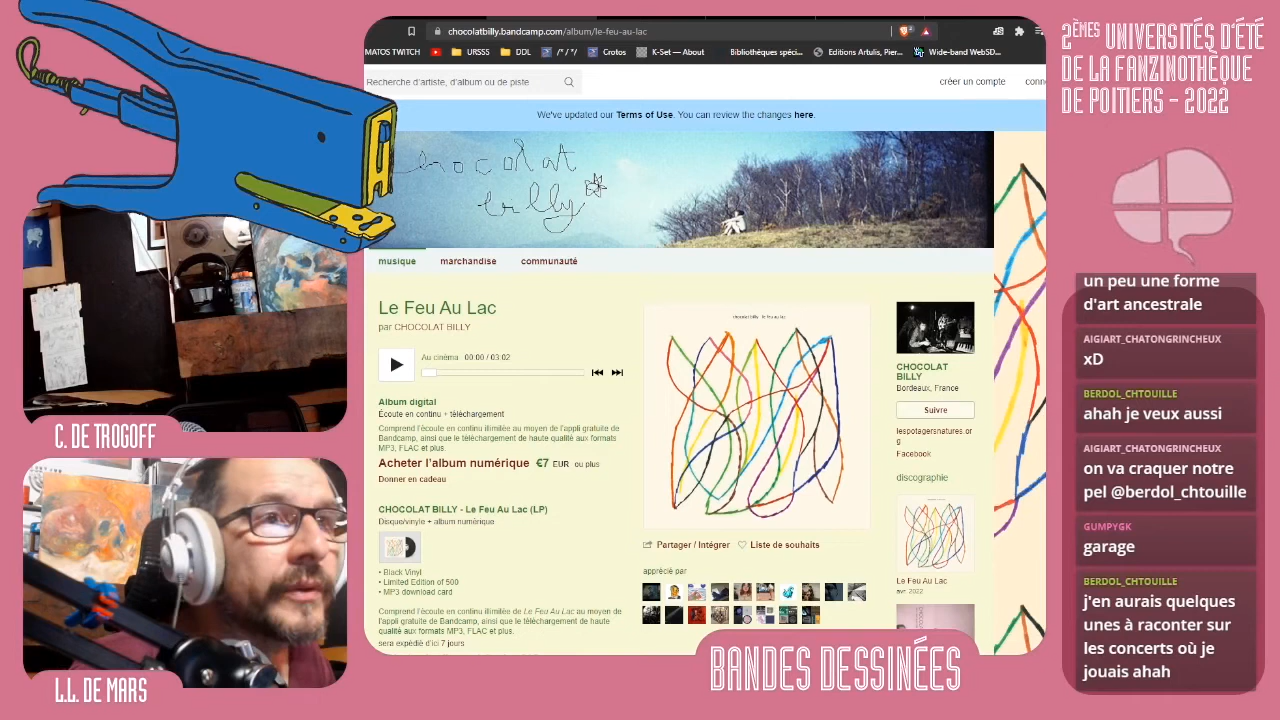 chocolatbilly.bandcamp.com/album/le-feu-au-lac
MATOS TWITCH
URSSS
DDL
/*'/*
Crotos
K-Set — About
Bibliothèques spéci...
Editions Artulis, Pier...
Wide-band WebSD...
Recherche d'artiste, d'album ou de piste
créer un compte
We've updated our Terms of Use. You can review the changes here.
chocolat
billy
musique
marchandise
communauté
Le Feu Au Lac
par CHOCOLAT BILLY
Au cinéma 00:00 / 03:02
Album digital
Écoute en continu + téléchargement
Comprend l'écoute en continu illimitée au moyen de l'appli gratuite de
Bandcamp, ainsi que le téléchargement de haute qualité aux formats
MP3, FLAC et plus.
Acheter l'album numérique €7 EUR ou plus
Donner en cadeau
CHOCOLAT BILLY - Le Feu Au Lac (LP)
Disque/vinyle + album numérique
• Black Vinyl
• Limited Edition of 500
• MP3 download card
Comprend l'écoute en continu illimitée de Le Feu Au Lac au moyen de
l'appli gratuite de Bandcamp, ainsi que le téléchargement de haute
qualité aux formats MP3, FLAC et plus.
sera expédié d'ici 7 jours
chocolat billy le feu au lac
Partager / Intégrer
Liste de souhaits
apprécié par
CHOCOLAT
BILLY
Bordeaux, France
Suivre
lespotagersnatures.or
g
Facebook
discographie
Le Feu Au Lac
avr. 2022
BANDES DESSINÉES
C. DE TROGOFF
L.L. DE MARS
2ÈMES UNIVERSITÉS D'ÉTÉ
DE LA FANZINOTHÈQUE
DE POITIERS - 2022
un peu une forme
d'art ancestrale
AIGIART_CHATONGRINCHEUX
xD
BERDOL_CHTOUILLE
ahah je veux aussi
AIGIART_CHATONGRINCHEUX
on va craquer notre
pel @berdol_chtouille
GUMPYGK
garage
BERDOL_CHTOUILLE
j'en aurais quelques
unes à raconter sur
les concerts où je
jouais ahah